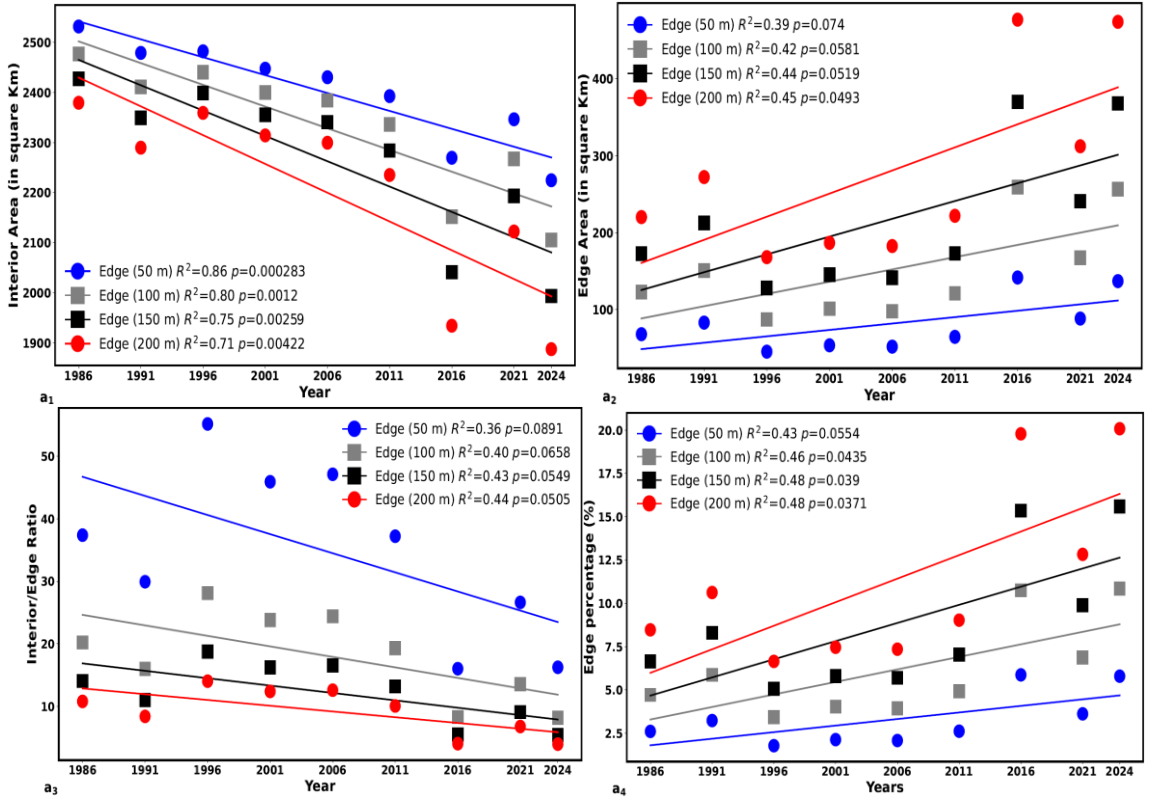 Interior Area (in square Km)
2500
2400
2300
2200
2100
2000
1900
Edge (50 m) R²=0.86 p=0.000283
Edge (100 m) R²=0.80 p=0.0012
Edge (150 m) R²=0.75 p=0.00259
Edge (200 m) R²=0.71 p=0.00422
1986 1991 1996 2001 2006 2011 2016 2021 2024
Year
a₁
Edge Area (in square Km)
400
300
200
100
Edge (50 m) R²=0.39 p=0.074
Edge (100 m) R²=0.42 p=0.0581
Edge (150 m) R²=0.44 p=0.0519
Edge (200 m) R²=0.45 p=0.0493
1986 1991 1996 2001 2006 2011 2016 2021 2024
Year
a₂
Interior/Edge Ratio
50
40
30
20
10
Edge (50 m) R²=0.36 p=0.0891
Edge (100 m) R²=0.40 p=0.0658
Edge (150 m) R²=0.43 p=0.0549
Edge (200 m) R²=0.44 p=0.0505
1986 1991 1996 2001 2006 2011 2016 2021 2024
Year
a₃
Edge percentage (%)
20.0
17.5
15.0
12.5
10.0
7.5
5.0
2.5
Edge (50 m) R²=0.43 p=0.0554
Edge (100 m) R²=0.46 p=0.0435
Edge (150 m) R²=0.48 p=0.039
Edge (200 m) R²=0.48 p=0.0371
1986 1991 1996 2001 2006 2011 2016 2021 2024
Years
a₄